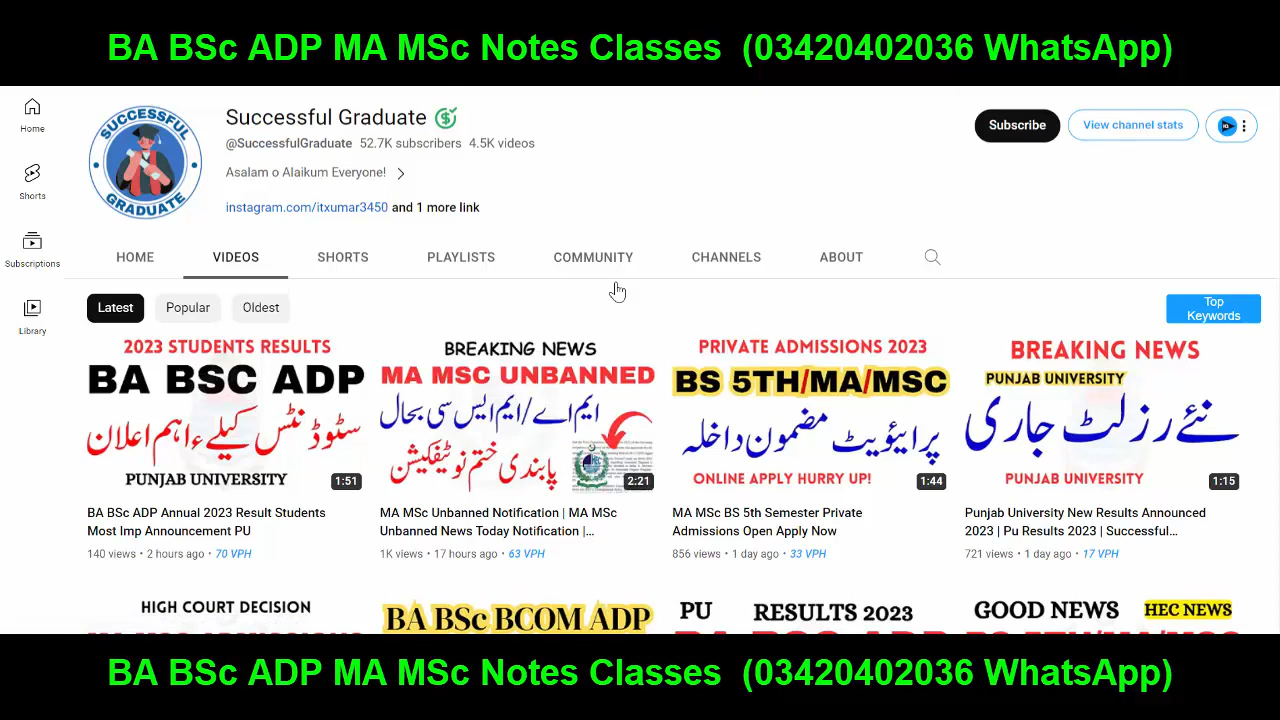 BA BSc ADP MA MSc Notes Classes (03420402036 WhatsApp)
Home
Shorts
Subscriptions
Library
SUCCESSFUL
GRADUATE
Successful Graduate
@SuccessfulGraduate 52.7K subscribers 4.5K videos
Asalam o Alaikum Everyone!
instagram.com/itxumar3450 and 1 more link
Subscribe
View channel stats
HOME
VIDEOS
SHORTS
PLAYLISTS
COMMUNITY
CHANNELS
ABOUT
Latest
Popular
Oldest
Top
Keywords
2023 STUDENTS RESULTS
BA BSC ADP
سٹوڈنٹس کیلئے اہم اعلان
PUNJAB UNIVERSITY
1:51
BA BSc ADP Annual 2023 Result Students
Most Imp Announcement PU
140 views • 2 hours ago • 70 VPH
BREAKING NEWS
MA MSC UNBANNED
ایم اے/ایم ایس سی بحال
پابندی ختم نوٹیفکیشن
2:21
MA MSc Unbanned Notification | MA MSc
Unbanned News Today Notification |...
1K views • 17 hours ago • 63 VPH
PRIVATE ADMISSIONS 2023
BS 5TH/MA/MSC
پرائیویٹ مضمون داخلہ
ONLINE APPLY HURRY UP!
1:44
MA MSc BS 5th Semester Private
Admissions Open Apply Now
856 views • 1 day ago • 33 VPH
BREAKING NEWS
PUNJAB UNIVERSITY
نئے رزلٹ جاری
PUNJAB UNIVERSITY
1:15
Punjab University New Results Announced
2023 | Pu Results 2023 | Successful...
721 views • 1 day ago • 17 VPH
HIGH COURT DECISION
MA MSC ADMISSIONS
BA BSC BCOM ADP
PU RESULTS 2023
BA BSC ADP
GOOD NEWS HEC NEWS
BS 5TH/MA/MSC
BA BSc ADP MA MSc Notes Classes (03420402036 WhatsApp)